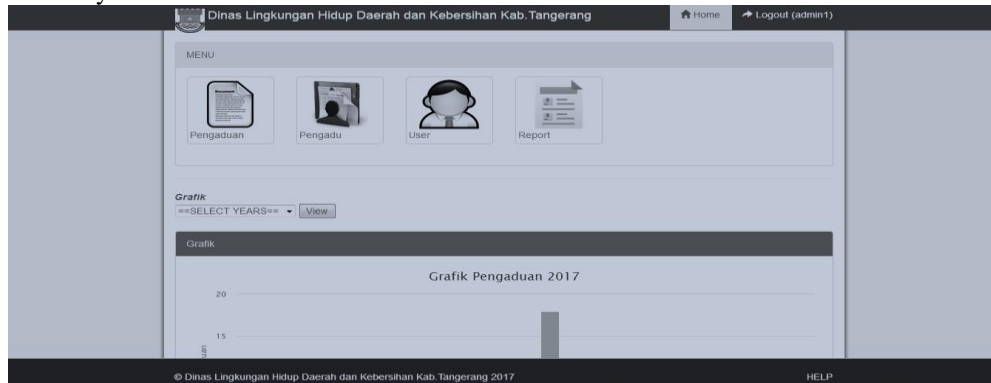 Dinas Lingkungan Hidup Daerah dan Kebersihan Kab.Tangerang
Home
Logout (admin1)
MENU
Pengaduan
Pengadu
User
Report
Grafik
==SELECT YEARS==
View
Grafik
Grafik Pengaduan 2017
20
15
© Dinas Lingkungan Hidup Daerah dan Kebersihan Kab.Tangerang 2017
HELP